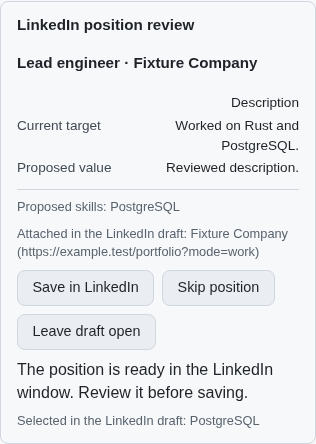 LinkedIn position review
Lead engineer · Fixture Company
Description
Current target Worked on Rust and
PostgreSQL.
Proposed value Reviewed description.
Proposed skills: PostgreSQL
Attached in the LinkedIn draft: Fixture Company
(https://example.test/portfolio?mode=work)
Save in LinkedIn Skip position
Leave draft open
The position is ready in the LinkedIn
window. Review it before saving.
Selected in the LinkedIn draft: PostgreSQL